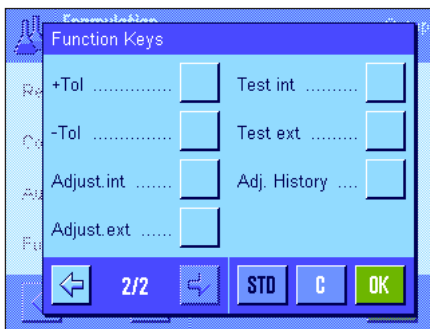 Formulation
Function Keys
+Tol ...............
Test int ...........
-Tol ...............
Test ext ..........
Adjust.int .......
Adj. History ....
Adjust.ext ......
2/2
STD
C
OK